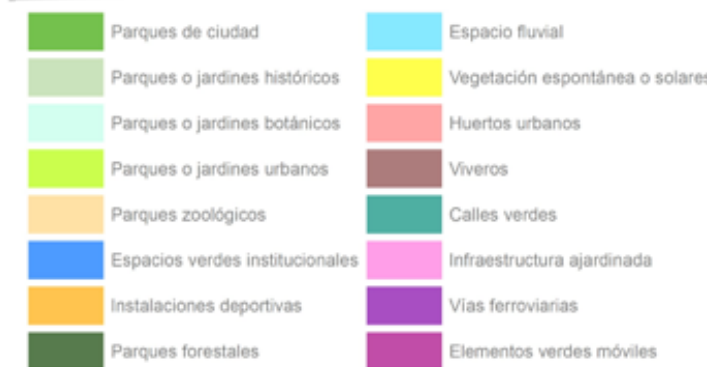 Parques de ciudad
Parques o jardines históricos
Parques o jardines botánicos
Parques o jardines urbanos
Parques zoológicos
Espacios verdes institucionales
Instalaciones deportivas
Parques forestales
Espacio fluvial
Vegetación espontánea o solares
Huertos urbanos
Viveros
Calles verdes
Infraestructura ajardinada
Vías ferroviarias
Elementos verdes móviles